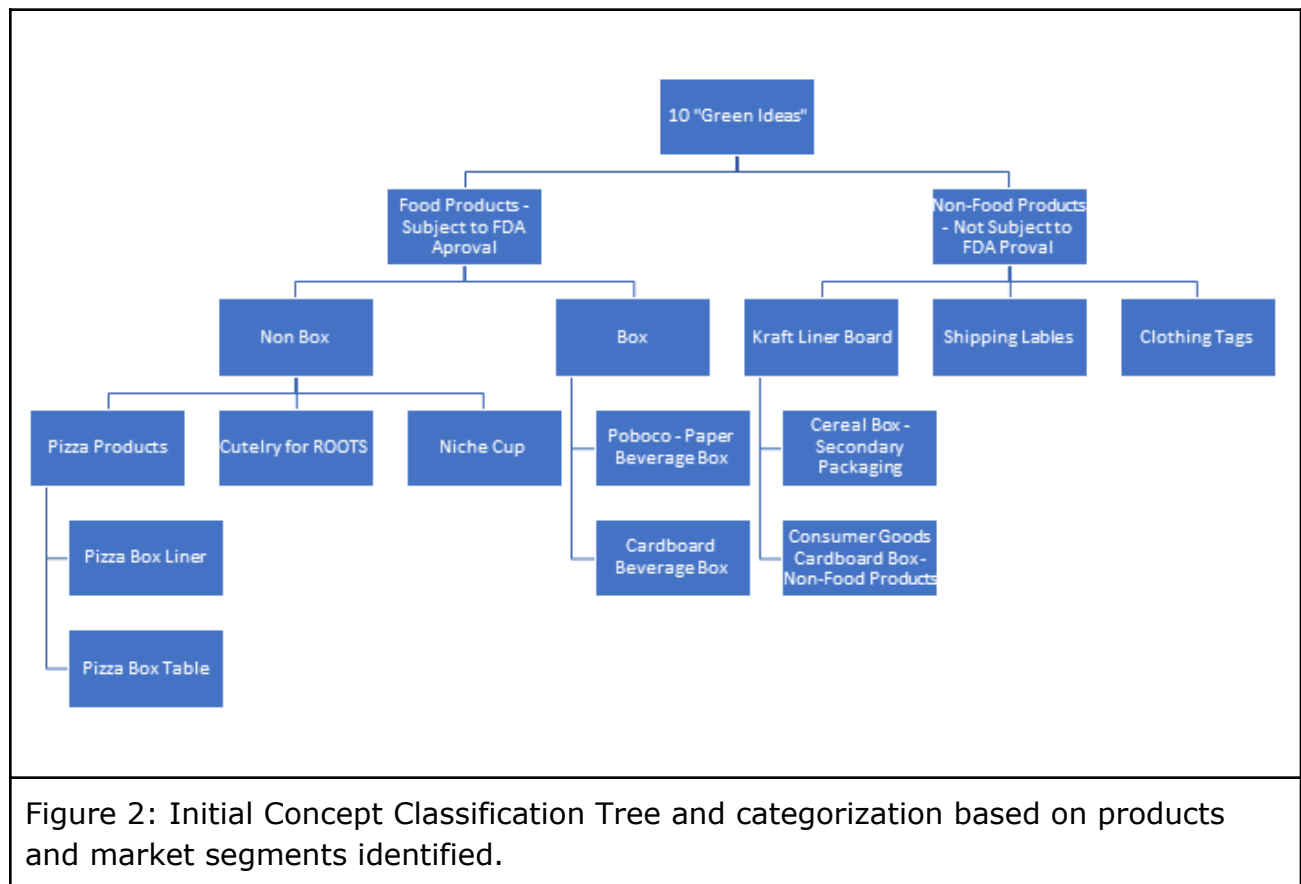 10 "Green Ideas"
Food Products -
Subject to FDA
Aproval
Non-Food Products
- Not Subject to
FDA Proval
Non Box
Box
Kraft Liner Board
Shipping Lables
Clothing Tags
Pizza Products
Cutelry for ROOTS
Niche Cup
Poboco - Paper
Beverage Box
Cereal Box -
Secondary
Packaging
Pizza Box Liner
Cardboard
Beverage Box
Consumer Goods
Cardboard Box-
Non-Food Products
Pizza Box Table
Figure 2: Initial Concept Classification Tree and categorization based on products
and market segments identified.